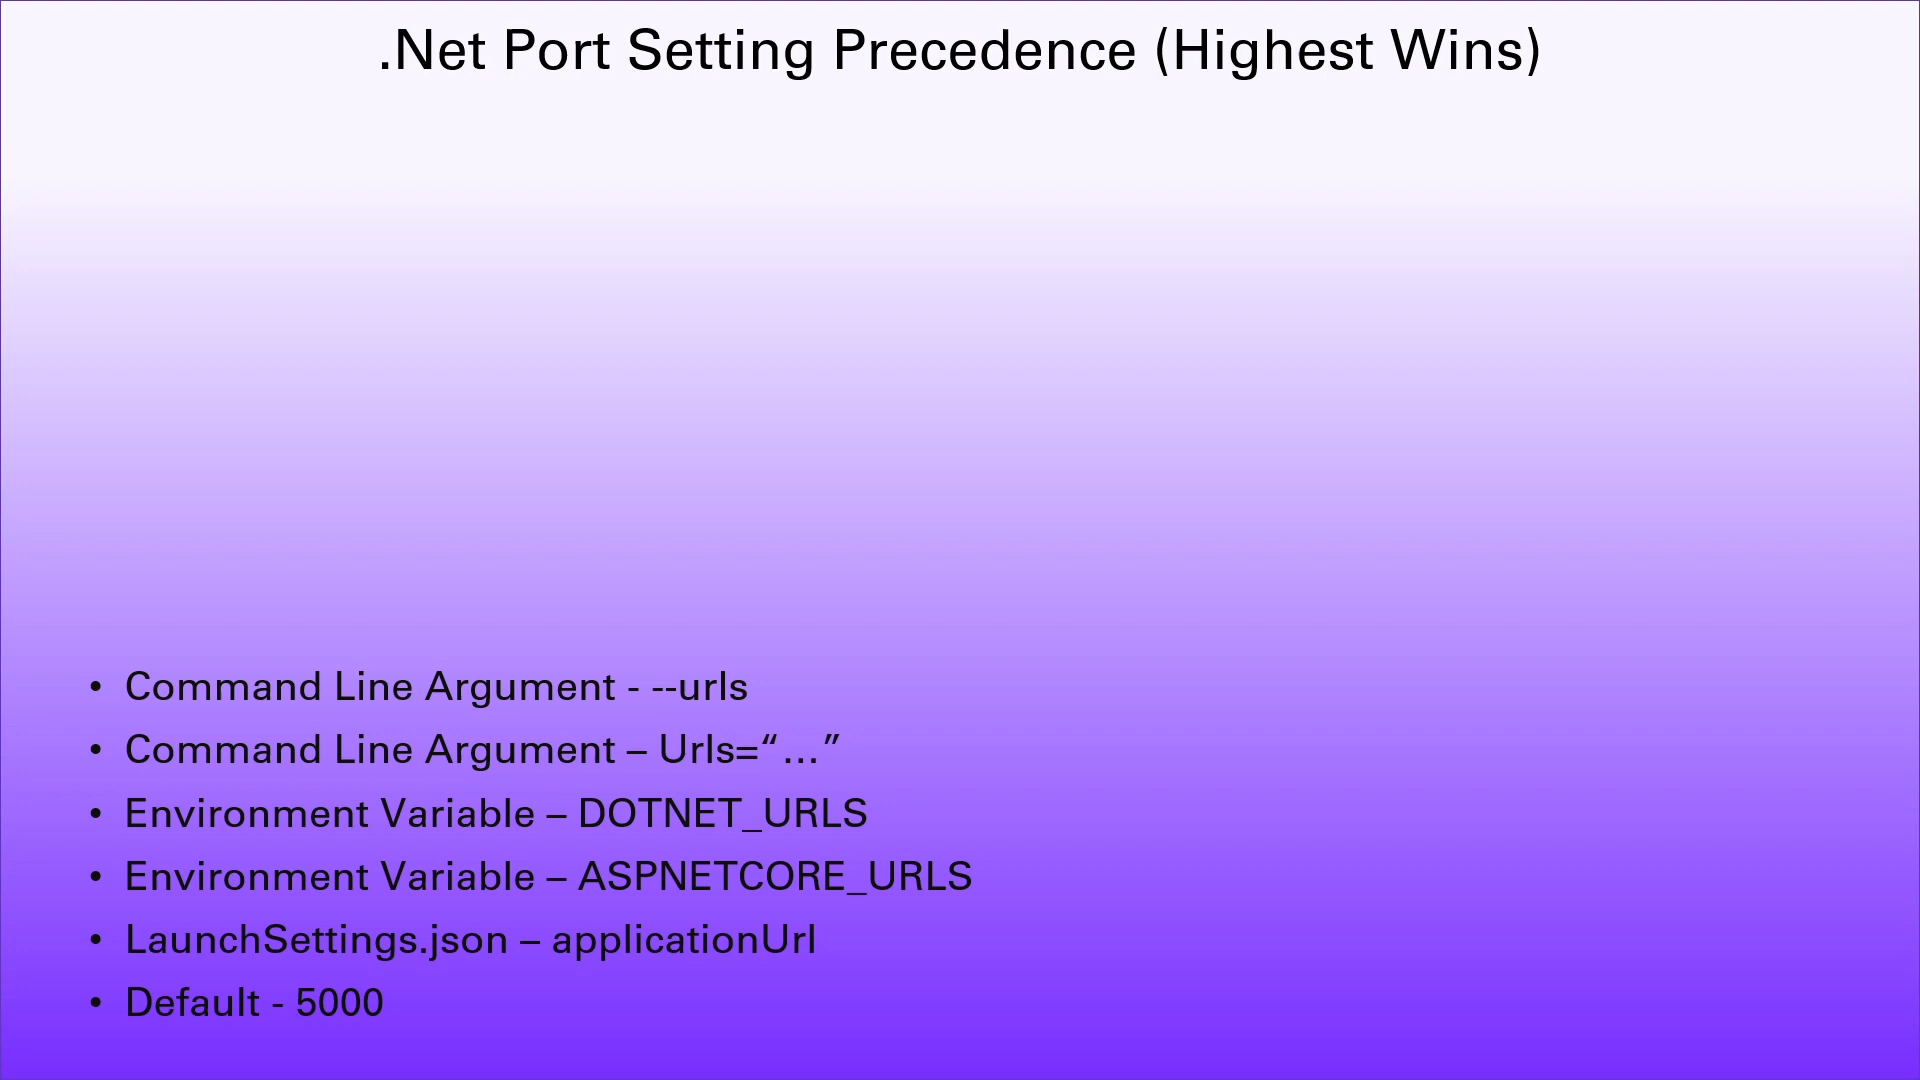 .Net Port Setting Precedence (Highest Wins)
• Command Line Argument - --urls
• Command Line Argument – Urls=“…”
• Environment Variable – DOTNET_URLS
• Environment Variable – ASPNETCORE_URLS
• LaunchSettings.json – applicationUrl
• Default - 5000